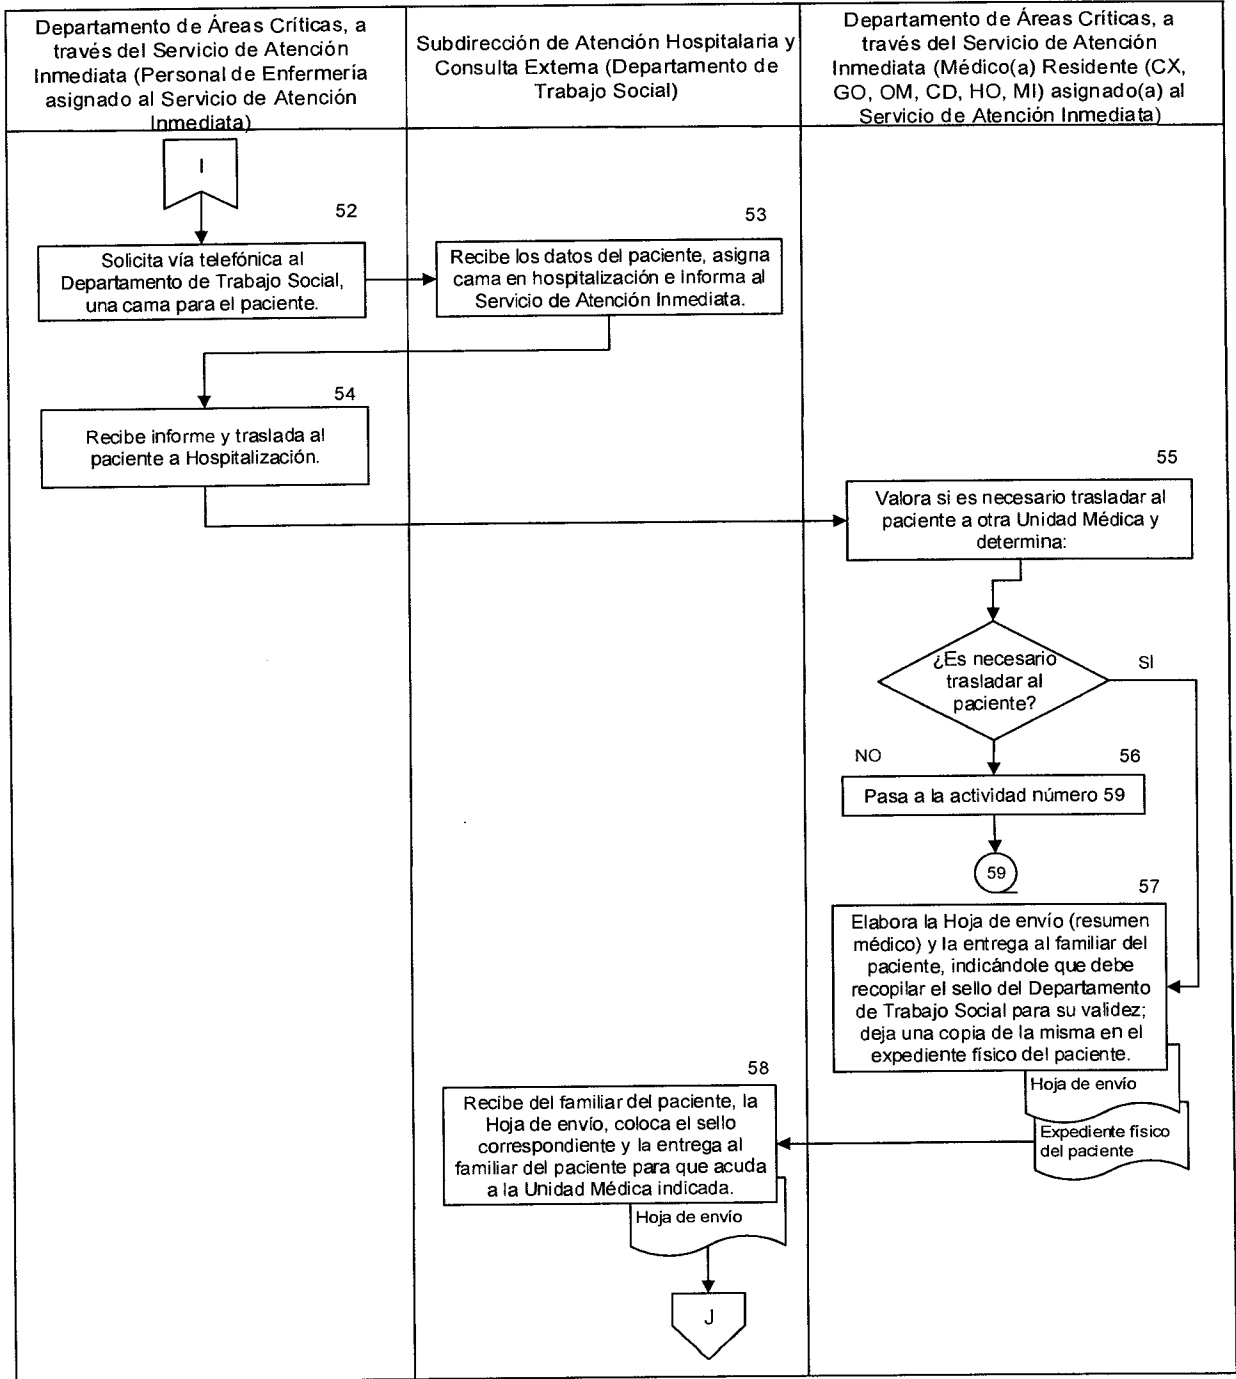 Departamento de Áreas Críticas, a
través del Servicio de Atención
Inmediata (Personal de Enfermería
asignado al Servicio de Atención
Inmediata)
Subdirección de Atención Hospitalaria y
Consulta Externa (Departamento de
Trabajo Social)
Departamento de Áreas Críticas, a
través del Servicio de Atención
Inmediata (Médico(a) Residente (CX,
GO, OM, CD, HO, MI) asignado(a) al
Servicio de Atención Inmediata)
I
52
Solicita vía telefónica al
Departamento de Trabajo Social,
una cama para el paciente.
53
Recibe los datos del paciente, asigna
cama en hospitalización e informa al
Servicio de Atención Inmediata.
54
Recibe informe y traslada al
paciente a Hospitalización.
55
Valora si es necesario trasladar al
paciente a otra Unidad Médica y
determina:
¿Es necesario
trasladar al
paciente?
SI
NO
56
Pasa a la actividad número 59
59
57
Elabora la Hoja de envío (resumen
médico) y la entrega al familiar del
paciente, indicándole que debe
recopilar el sello del Departamento
de Trabajo Social para su validez;
deja una copia de la misma en el
expediente físico del paciente.
Hoja de envío
Expediente físico
del paciente
58
Recibe del familiar del paciente, la
Hoja de envío, coloca el sello
correspondiente y la entrega al
familiar del paciente para que acuda
a la Unidad Médica indicada.
Hoja de envío
J